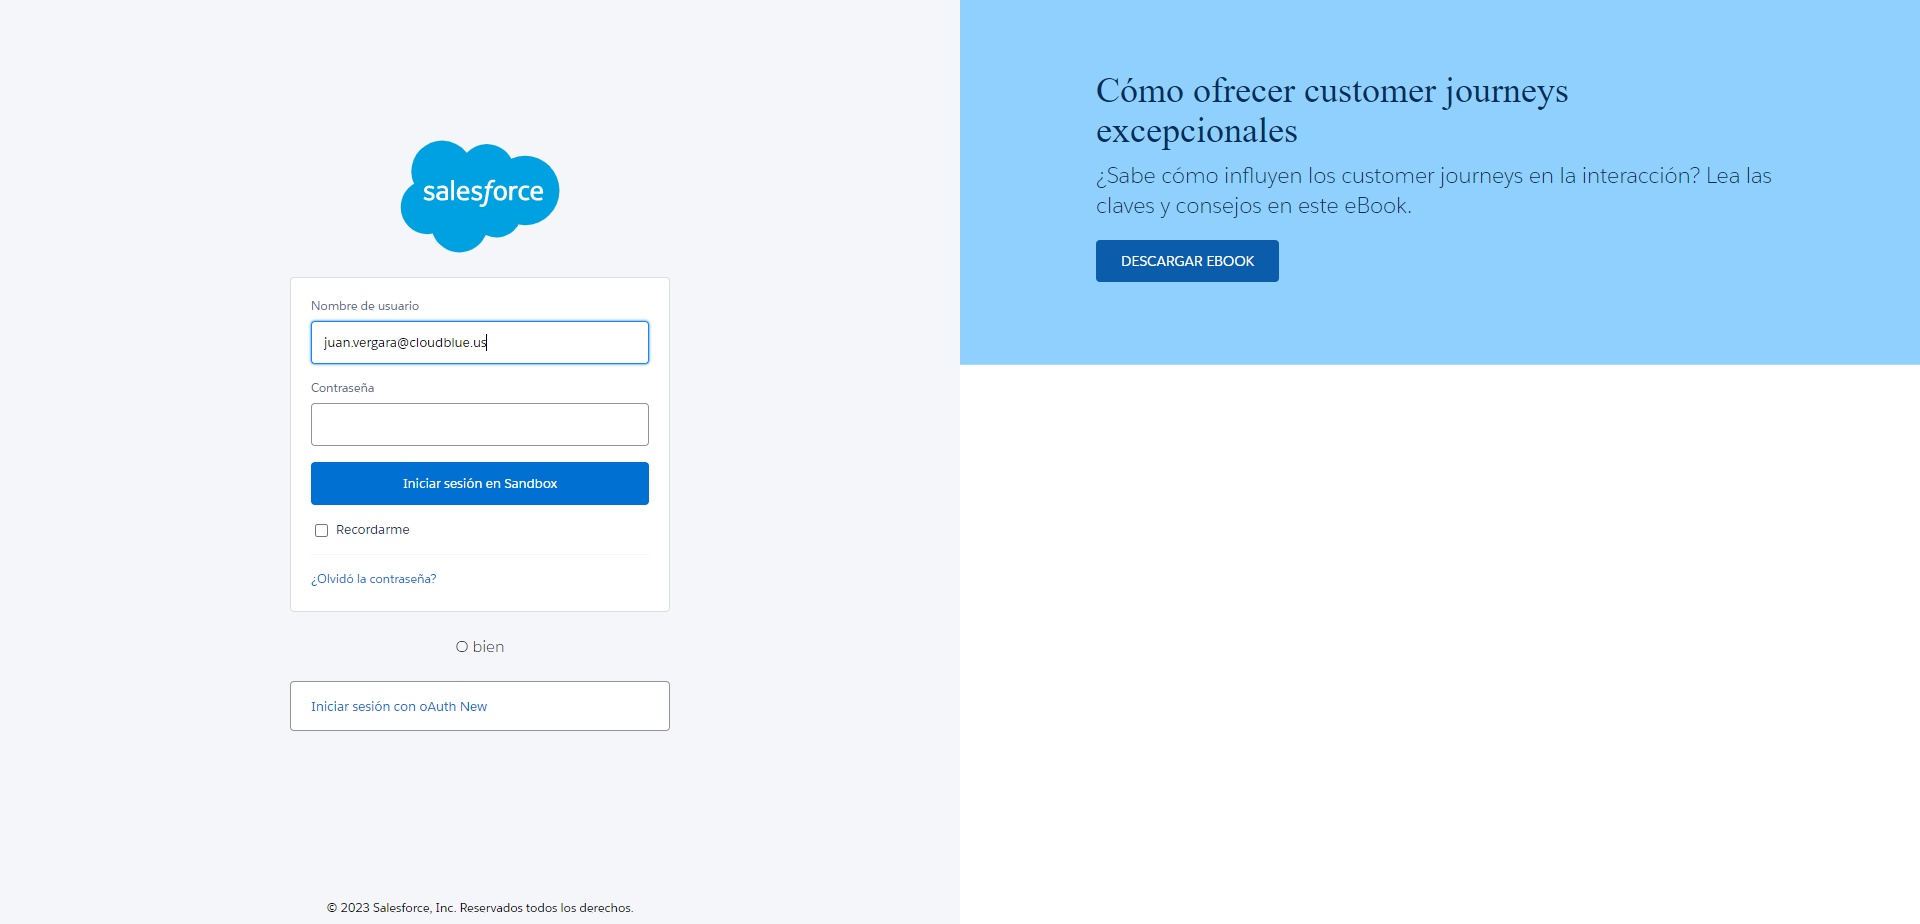 salesforce
Nombre de usuario
juan.vergara@cloudblue.us
Contraseña
Iniciar sesión en Sandbox
Recordarme
¿Olvidó la contraseña?
O bien
Iniciar sesión con oAuth New
© 2023 Salesforce, Inc. Reservados todos los derechos.
Cómo ofrecer customer journeys
excepcionales
¿Sabe cómo influyen los customer journeys en la interacción? Lea las
claves y consejos en este eBook.
DESCARGAR EBOOK